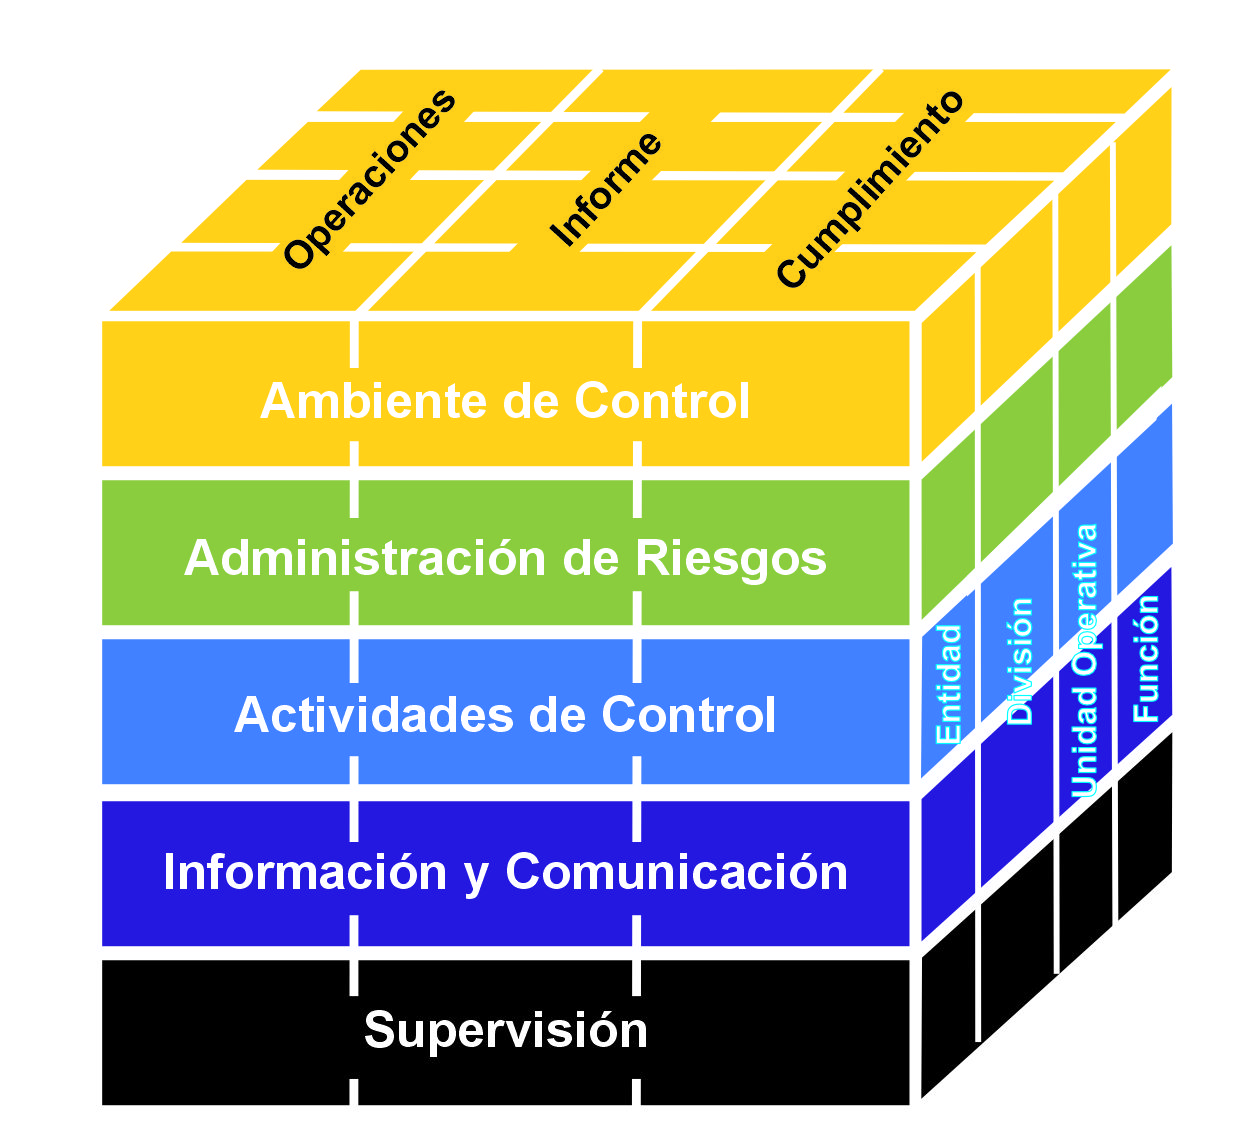 Operaciones
Informe
Cumplimiento
Ambiente de Control
Administración de Riesgos
Actividades de Control
Información y Comunicación
Supervisión
Entidad
División
Unidad Operativa
Función